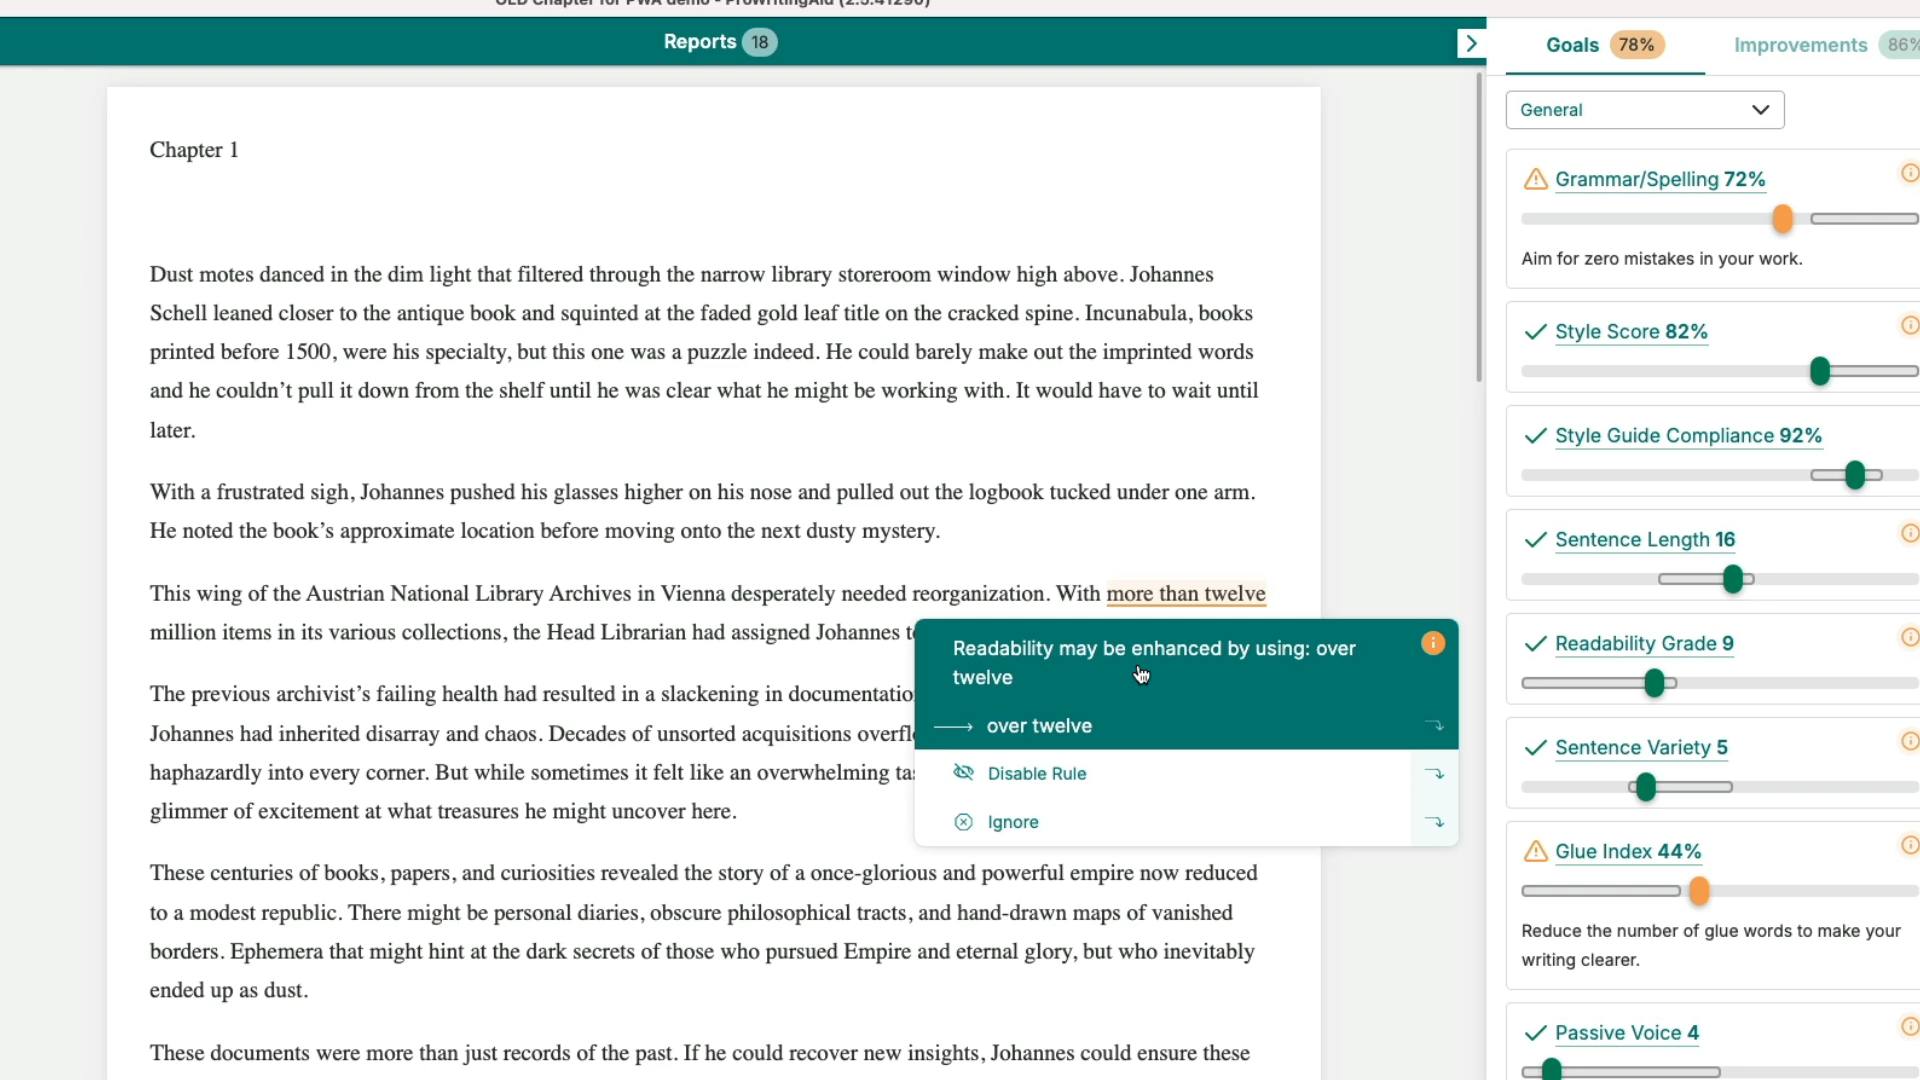 OLD Chapter for PWA demo - ProWritingAid (2.5.41290)
Reports 18
Goals 78% Improvements 86%
General
Chapter 1
Dust motes danced in the dim light that filtered through the narrow library storeroom window high above. Johannes
Schell leaned closer to the antique book and squinted at the faded gold leaf title on the cracked spine. Incunabula, books
printed before 1500, were his specialty, but this one was a puzzle indeed. He could barely make out the imprinted words
and he couldn’t pull it down from the shelf until he was clear what he might be working with. It would have to wait until
later.
With a frustrated sigh, Johannes pushed his glasses higher on his nose and pulled out the logbook tucked under one arm.
He noted the book’s approximate location before moving onto the next dusty mystery.
This wing of the Austrian National Library Archives in Vienna desperately needed reorganization. With more than twelve
million items in its various collections, the Head Librarian had assigned Johannes t
The previous archivist’s failing health had resulted in a slackening in documentatio
Johannes had inherited disarray and chaos. Decades of unsorted acquisitions overfl
haphazardly into every corner. But while sometimes it felt like an overwhelming ta
glimmer of excitement at what treasures he might uncover here.
These centuries of books, papers, and curiosities revealed the story of a once-glorious and powerful empire now reduced
to a modest republic. There might be personal diaries, obscure philosophical tracts, and hand-drawn maps of vanished
borders. Ephemera that might hint at the dark secrets of those who pursued Empire and eternal glory, but who inevitably
ended up as dust.
These documents were more than just records of the past. If he could recover new insights, Johannes could ensure these
Readability may be enhanced by using: over
twelve
over twelve
Disable Rule
Ignore
Grammar/Spelling 72%
Aim for zero mistakes in your work.
Style Score 82%
Style Guide Compliance 92%
Sentence Length 16
Readability Grade 9
Sentence Variety 5
Glue Index 44%
Reduce the number of glue words to make your
writing clearer.
Passive Voice 4